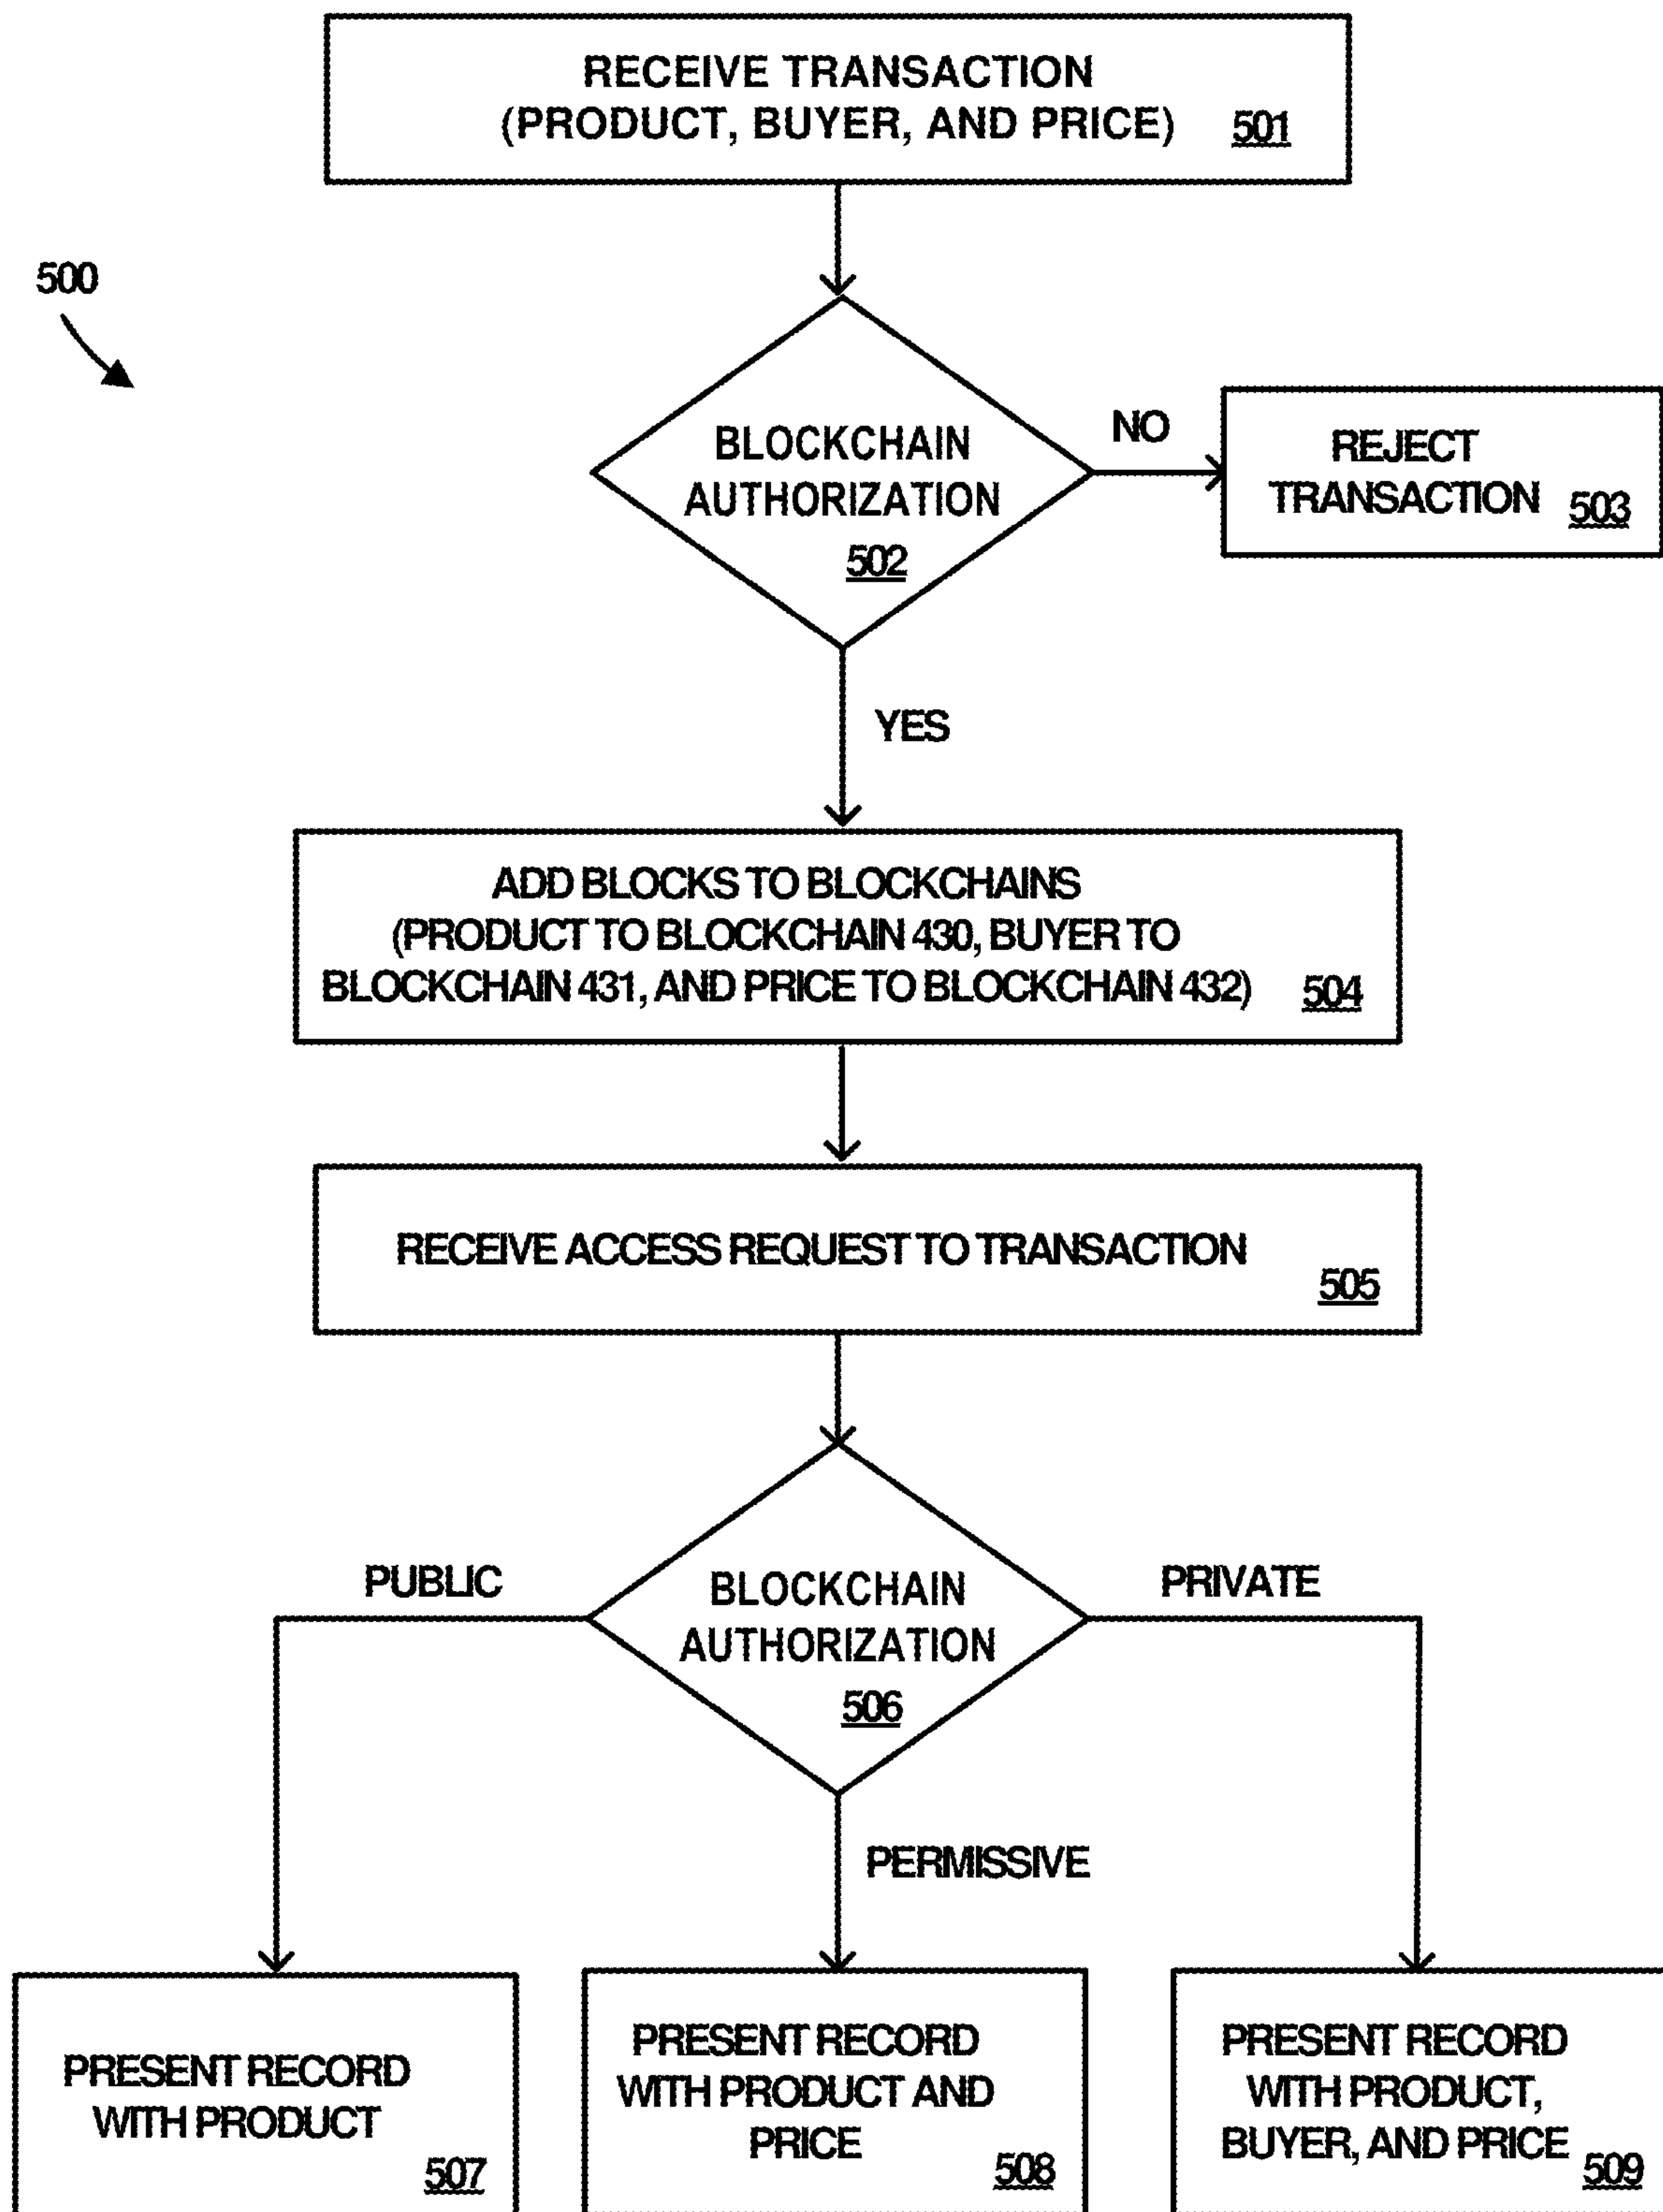 RECEIVE TRANSACTION
(PRODUCT, BUYER, AND PRICE) 501
500
BLOCKCHAIN
AUTHORIZATION
502
NO
REJECT
TRANSACTION 503
YES
ADD BLOCKS TO BLOCKCHAINS
(PRODUCT TO BLOCKCHAIN 430, BUYER TO
BLOCKCHAIN 431, AND PRICE TO BLOCKCHAIN 432) 504
RECEIVE ACCESS REQUEST TO TRANSACTION
505
PUBLIC
BLOCKCHAIN
AUTHORIZATION
506
PRIVATE
PERMISSIVE
PRESENT RECORD
WITH PRODUCT
507
PRESENT RECORD
WITH PRODUCT AND
PRICE 508
PRESENT RECORD
WITH PRODUCT,
BUYER, AND PRICE 509